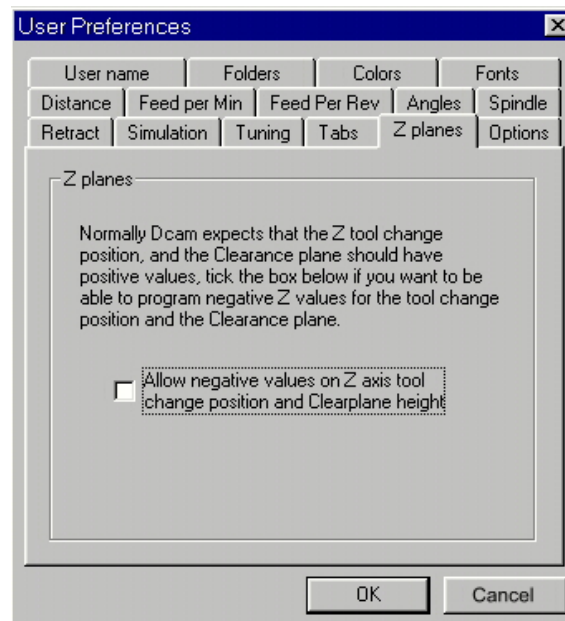 User Preferences
User name Folders Colors Fonts
Distance Feed per Min Feed Per Rev Angles Spindle
Retract Simulation Tuning Tabs Z planes Options
Z planes
Normally Dcam expects that the Z tool change
position, and the Clearance plane should have
positive values, tick the box below if you want to be
able to program negative Z values for the tool change
position and the Clearance plane.
Allow negative values on Z axis tool
change position and Clearplane height
OK Cancel